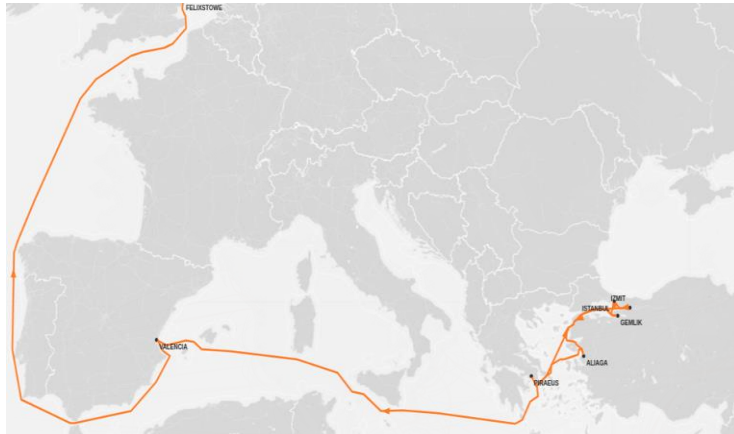 FELIXSTOWE
IZMIT
ISTANBUL
GEMLIK
VALENCIA
ALIAGA
PIRAEUS